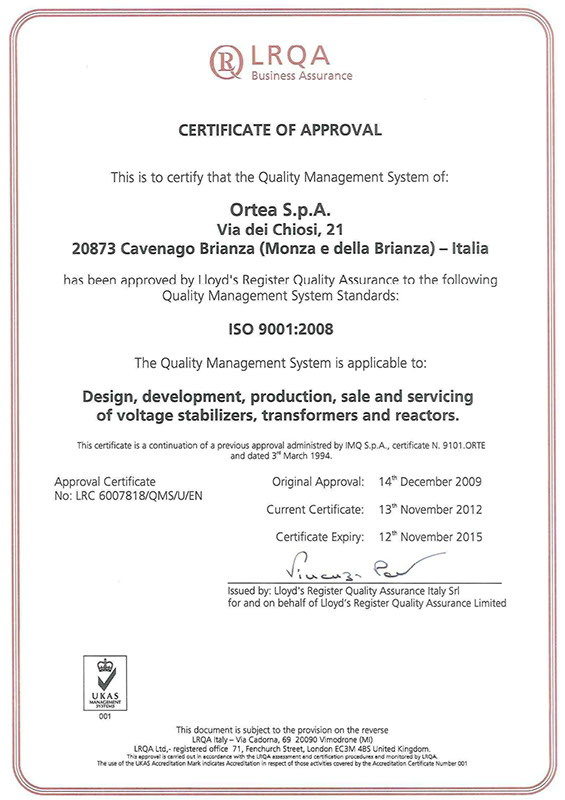 LRQA
Business Assurance
CERTIFICATE OF APPROVAL
This is to certify that the Quality Management System of:
Ortea S.p.A.
Via dei Chiosi, 21
20873 Cavenago Brianza (Monza e della Brianza) – Italia
has been approved by Lloyd's Register Quality Assurance to the following
Quality Management System Standards:
ISO 9001:2008
The Quality Management System is applicable to:
Design, development, production, sale and servicing
of voltage stabilizers, transformers and reactors.
This certificate is a continuation of a previous approval administred by IMQ S.p.A., certificate N. 9101.ORTE
and dated 3rd March 1994.
Approval Certificate
No: LRC 6007818/QMS/U/EN
Original Approval: 14th December 2009
Current Certificate: 13th November 2012
Certificate Expiry: 12th November 2015
Issued by: Lloyd's Register Quality Assurance Italy Srl
for and on behalf of Lloyd's Register Quality Assurance Limited
UKAS
MANAGEMENT
SYSTEMS
001
This document is subject to the provision on the reverse
LRQA Italy – Via Cadorna, 69 20090 Vimodrone (MI)
LRQA Ltd,- registered office 71, Fenchurch Street, London EC3M 4BS United Kingdom.
This approval is carried out in accordance with the LRQA assessment and certification procedures and monitored by LRQA.
The use of the UKAS Accreditation Mark indicates Accreditation in respect of those activities covered by the Accreditation Certificate Number 001